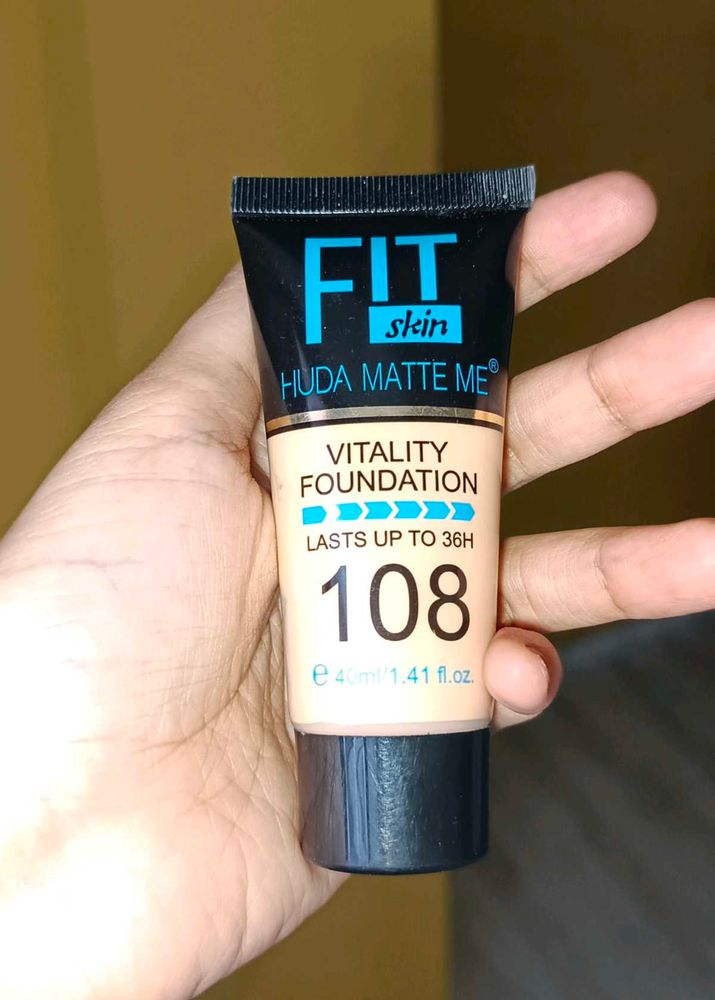 FIT
skin
HUDA MATTE ME®
VITALITY
FOUNDATION
LASTS UP TO 36H
108
℮ 40ml/1.41 fl.oz.